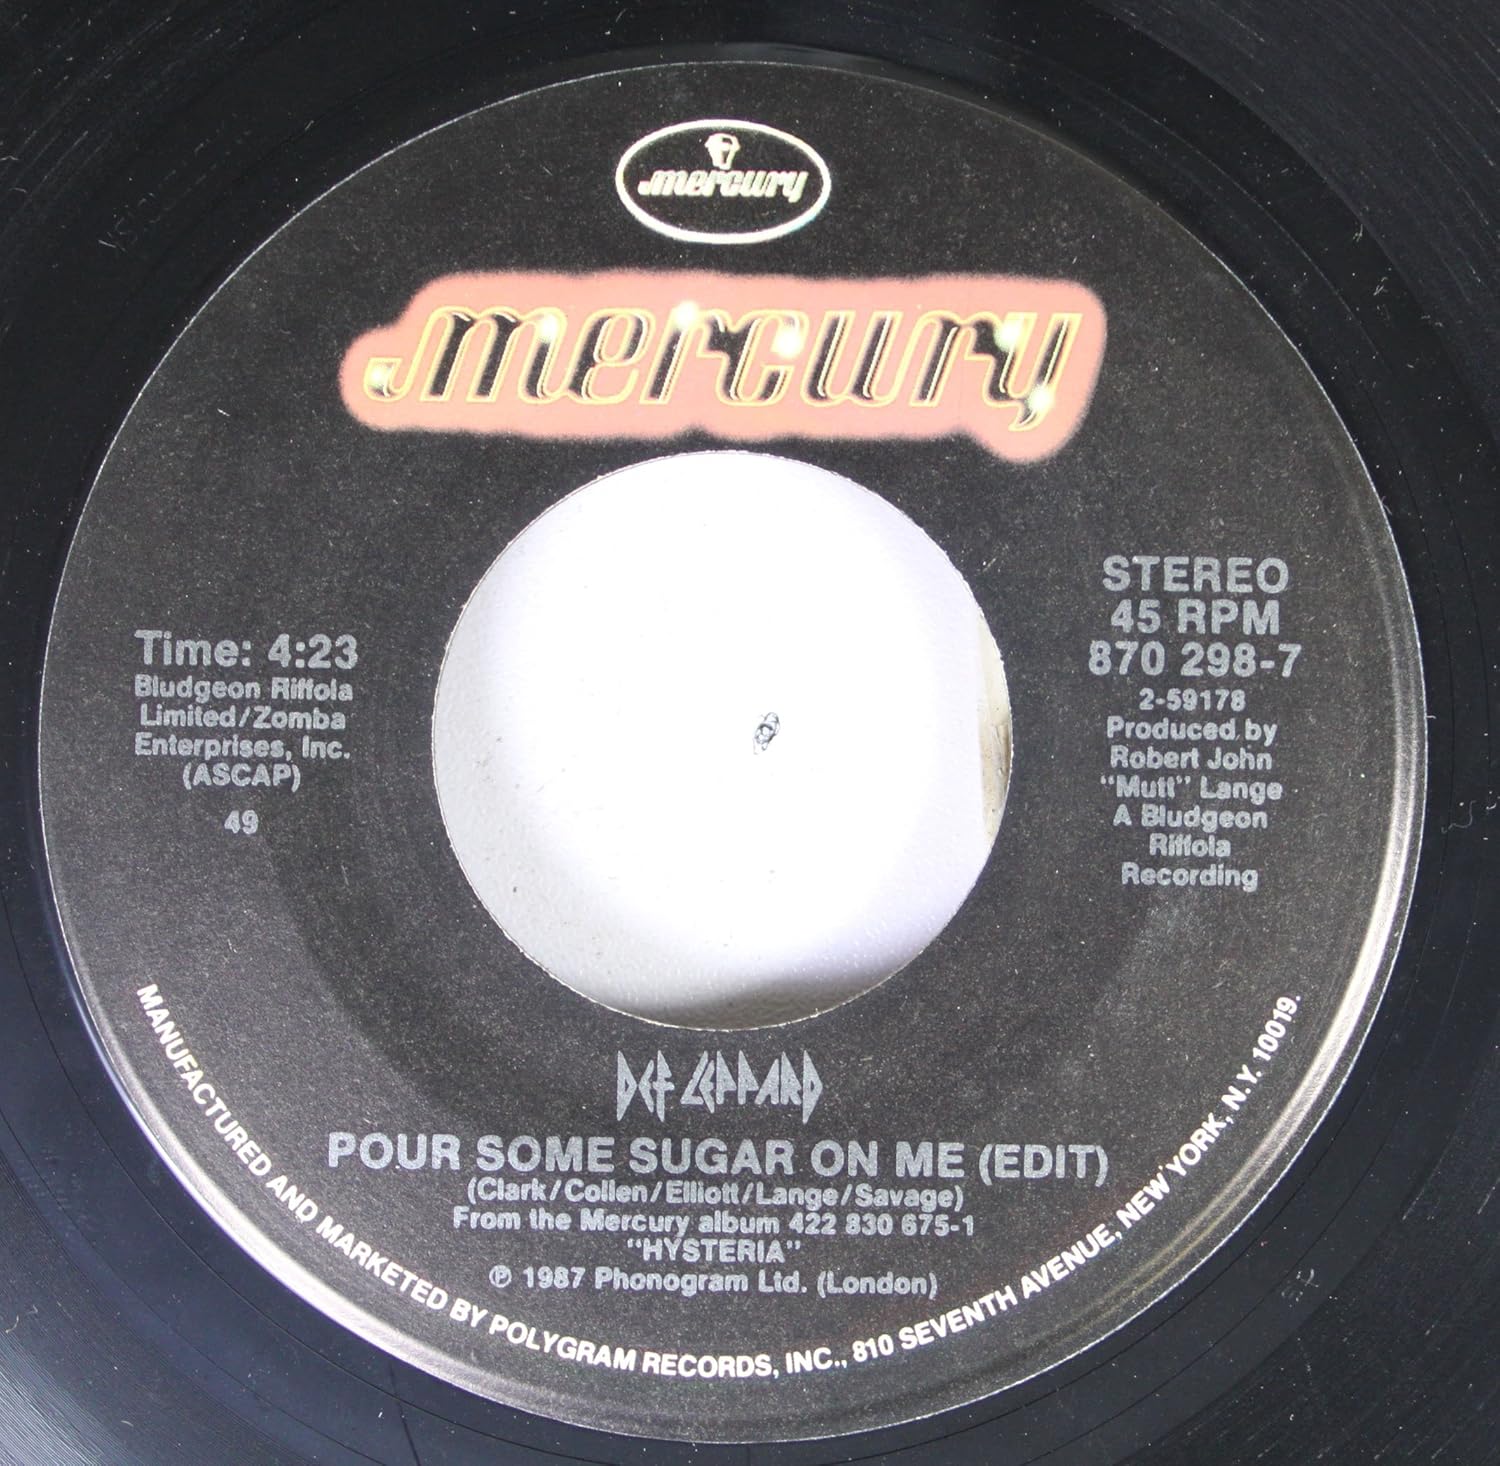 mercury
mercury
STEREO
45 RPM
870 298-7
2-59178
Produced by
Robert John
"Mutt" Lange
A Bludgeon
Riffola
Recording
Time: 4:23
Bludgeon Riffola
Limited/Zomba
Enterprises, Inc.
(ASCAP)
49
DEF LEPPARD
POUR SOME SUGAR ON ME (EDIT)
(Clark/Collen/Elliott/Lange/Savage)
From the Mercury album 422 830 675-1
"HYSTERIA"
℗ 1987 Phonogram Ltd. (London)
MANUFACTURED AND MARKETED BY POLYGRAM RECORDS, INC., 810 SEVENTH AVENUE, NEW YORK, N.Y. 10019.